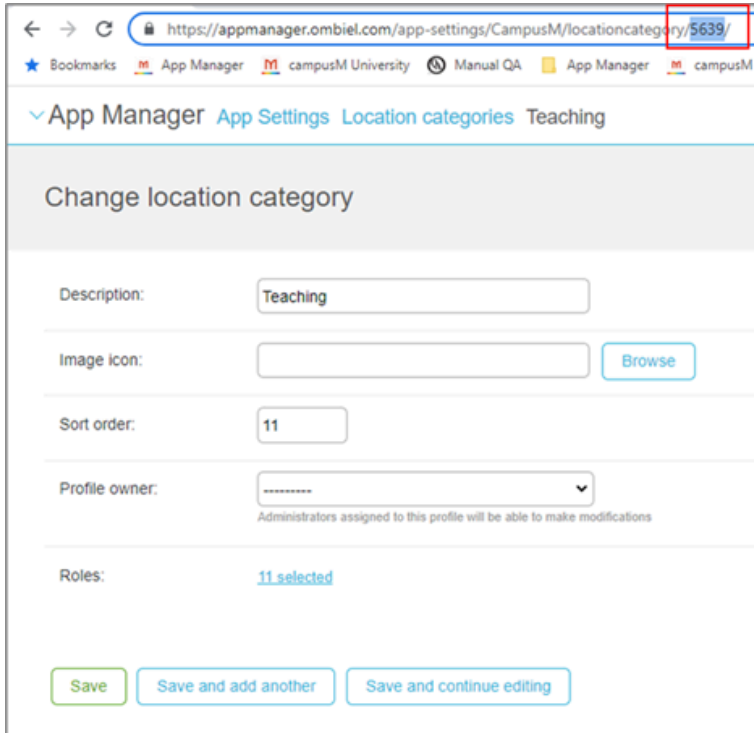 https://appmanager.ombiel.com/app-settings/CampusM/locationcategory/5639/
Bookmarks App Manager campusM University Manual QA App Manager campusM
App Manager App Settings Location categories Teaching
Change location category
Description: Teaching
Image icon: Browse
Sort order: 11
Profile owner: ---------
Administrators assigned to this profile will be able to make modifications
Roles: 11 selected
Save Save and add another Save and continue editing